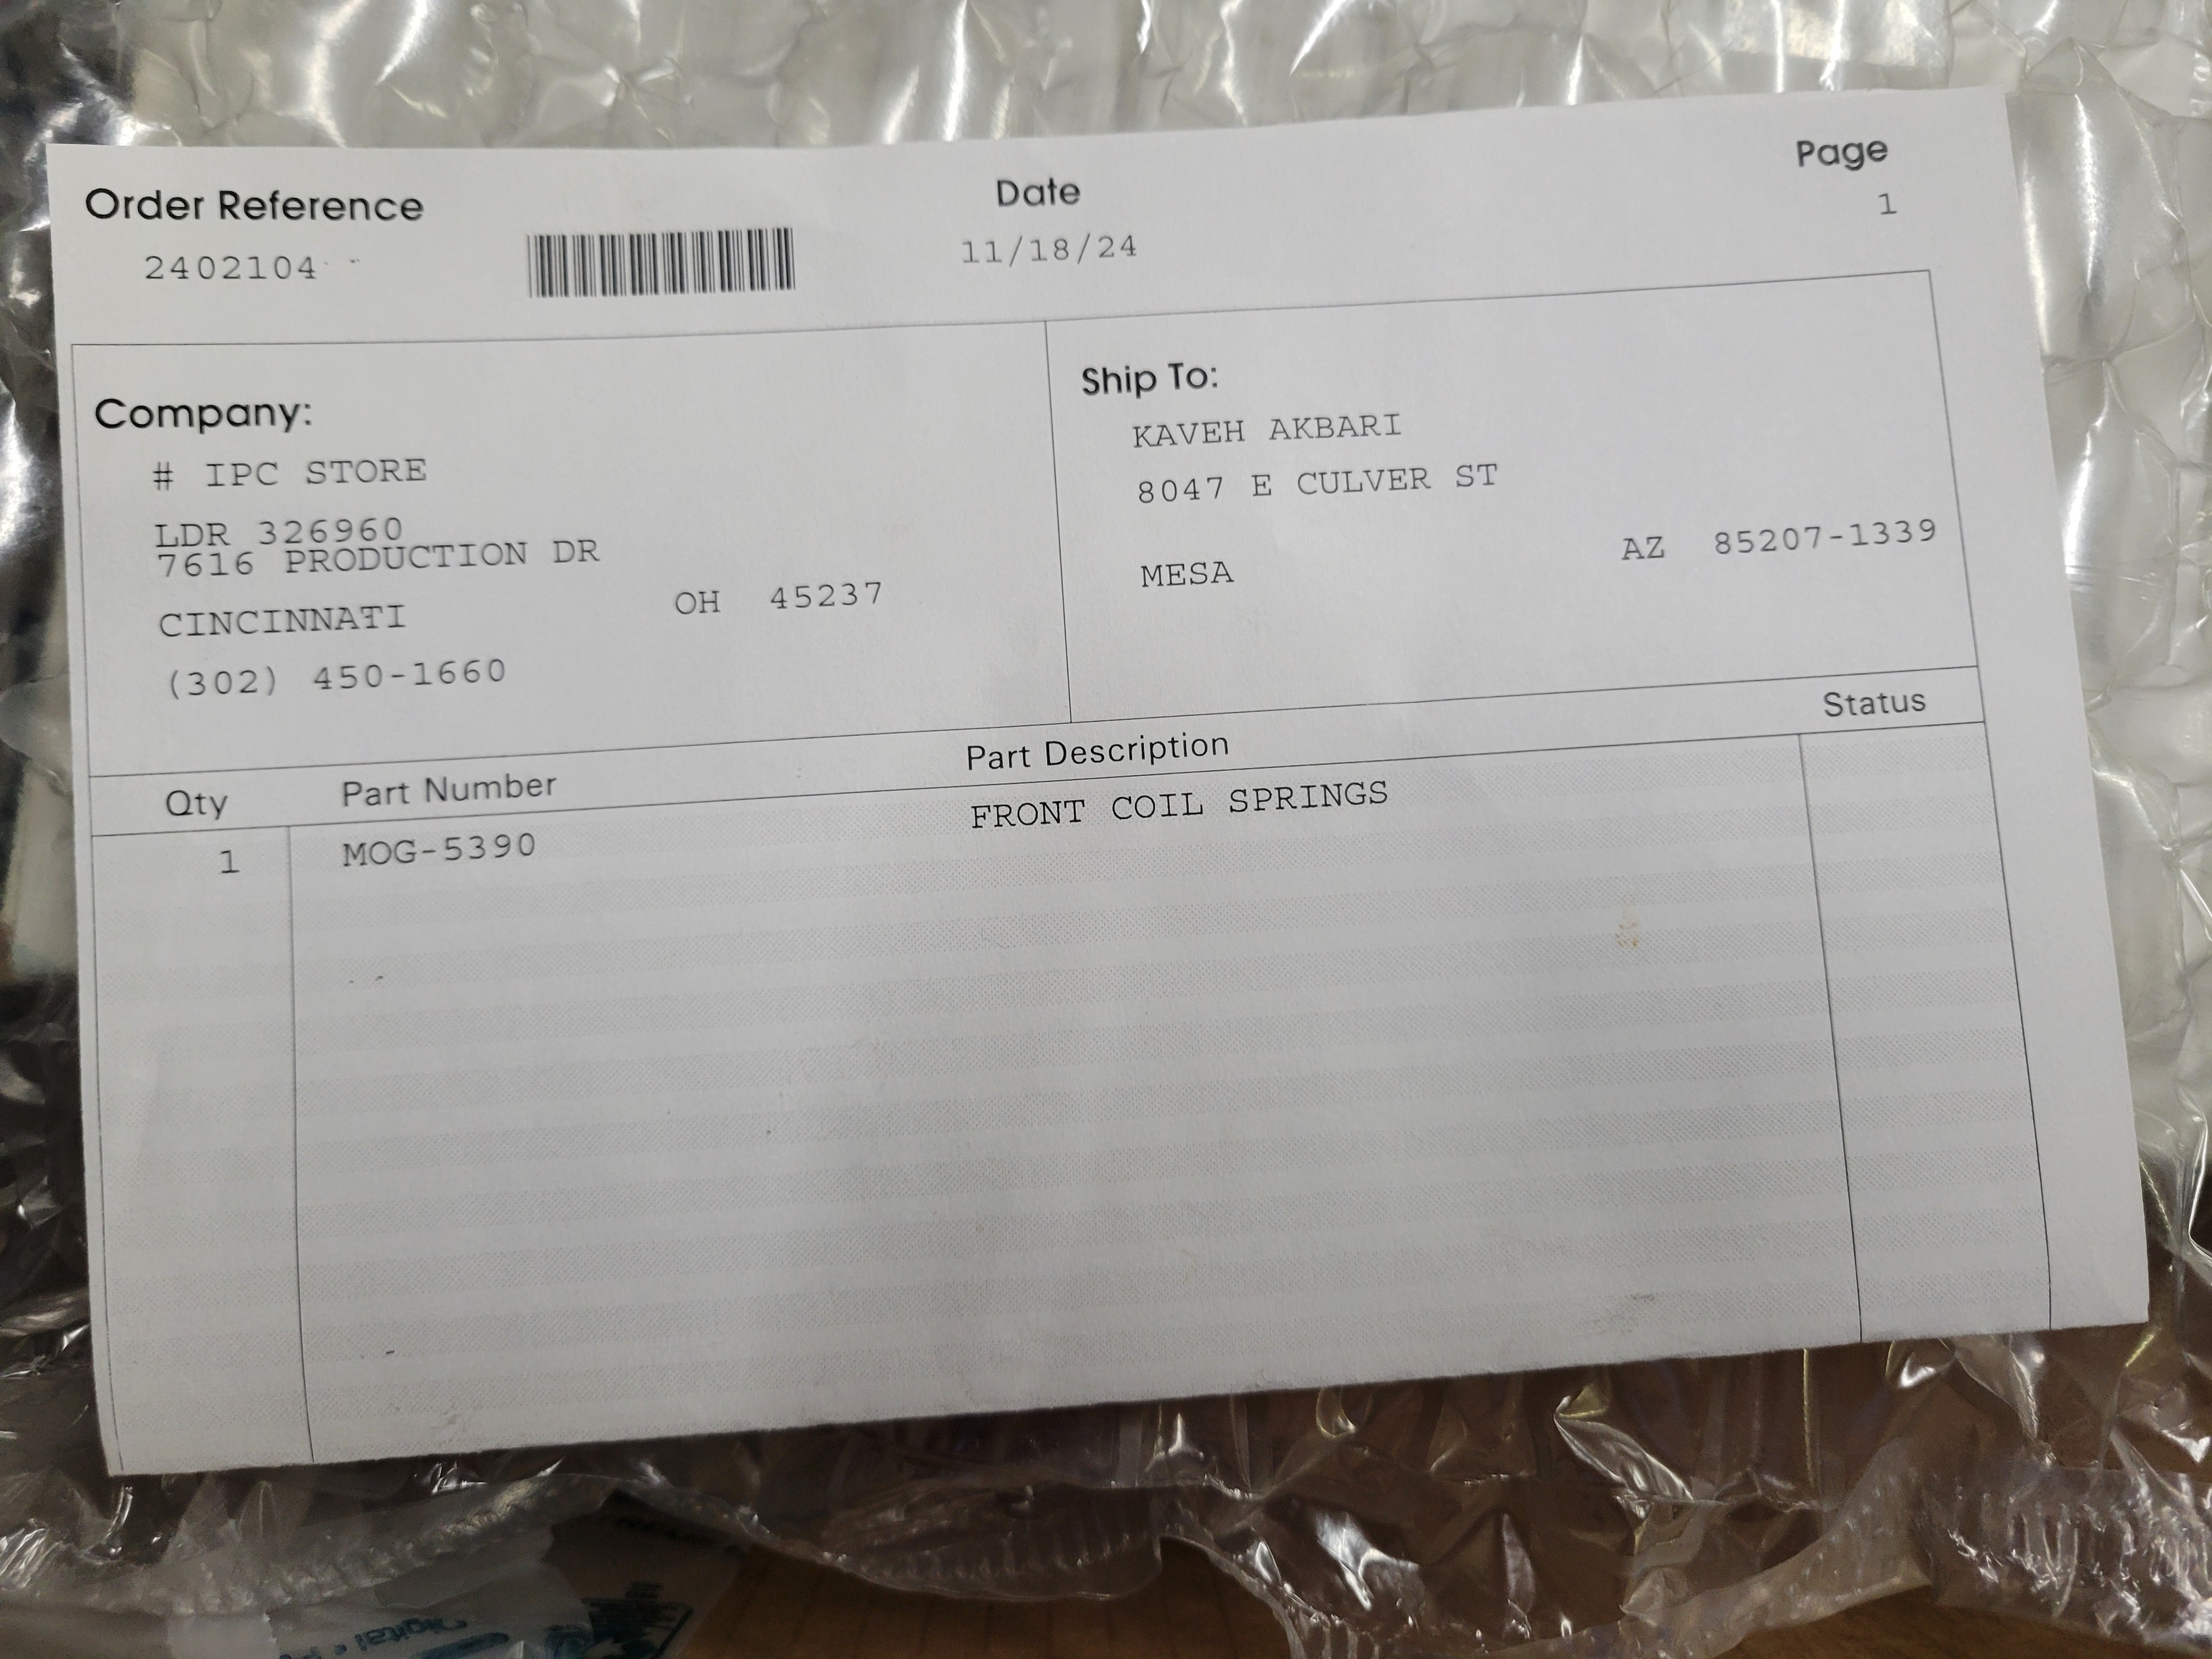 Order Reference
2402104
Date
11/18/24
Page
1
Company:
# IPC STORE
LDR 326960
7616 PRODUCTION DR
CINCINNATI OH 45237
(302) 450-1660
Ship To:
KAVEH AKBARI
8047 E CULVER ST
MESA AZ 85207-1339
Qty Part Number Part Description Status
1 MOG-5390 FRONT COIL SPRINGS
Digital